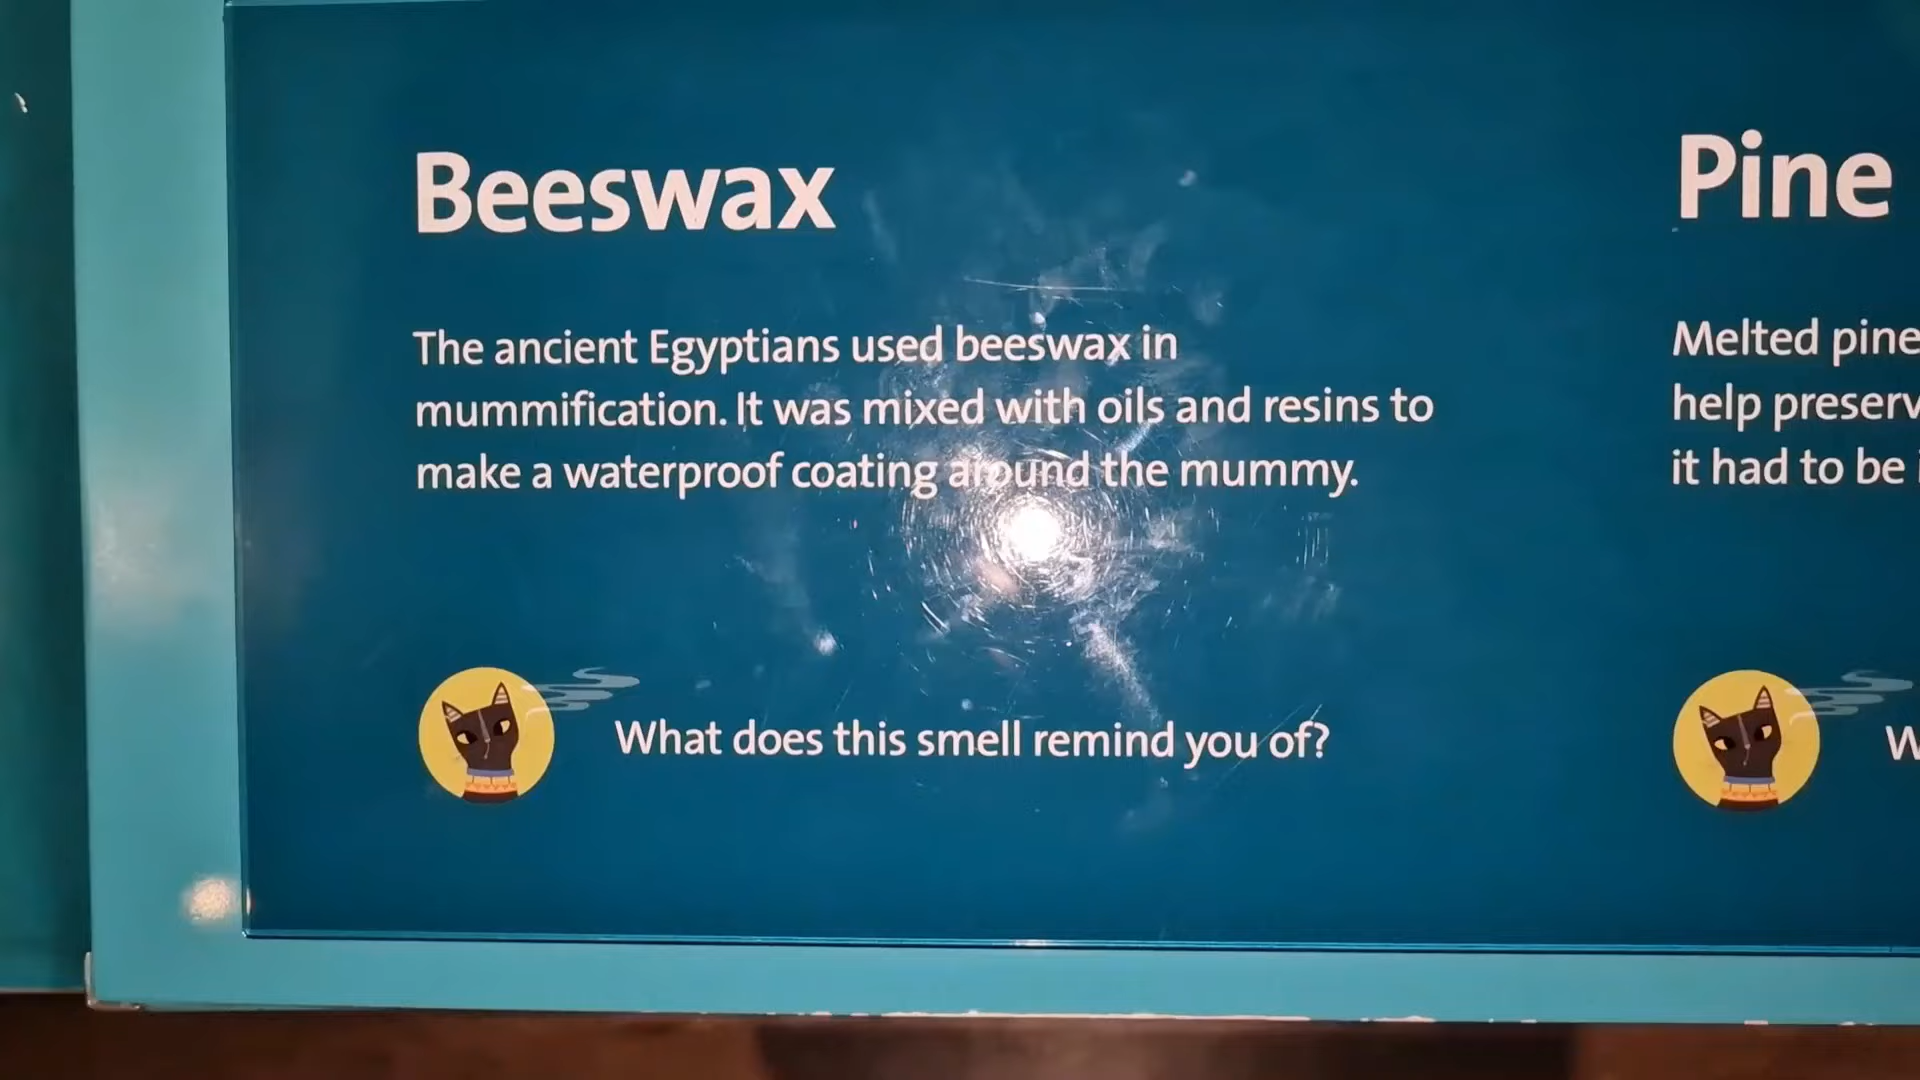 Beeswax
The ancient Egyptians used beeswax in
mummification. It was mixed with oils and resins to
make a waterproof coating around the mummy.
What does this smell remind you of?
Pine
Melted pine
help preserv
it had to be
W